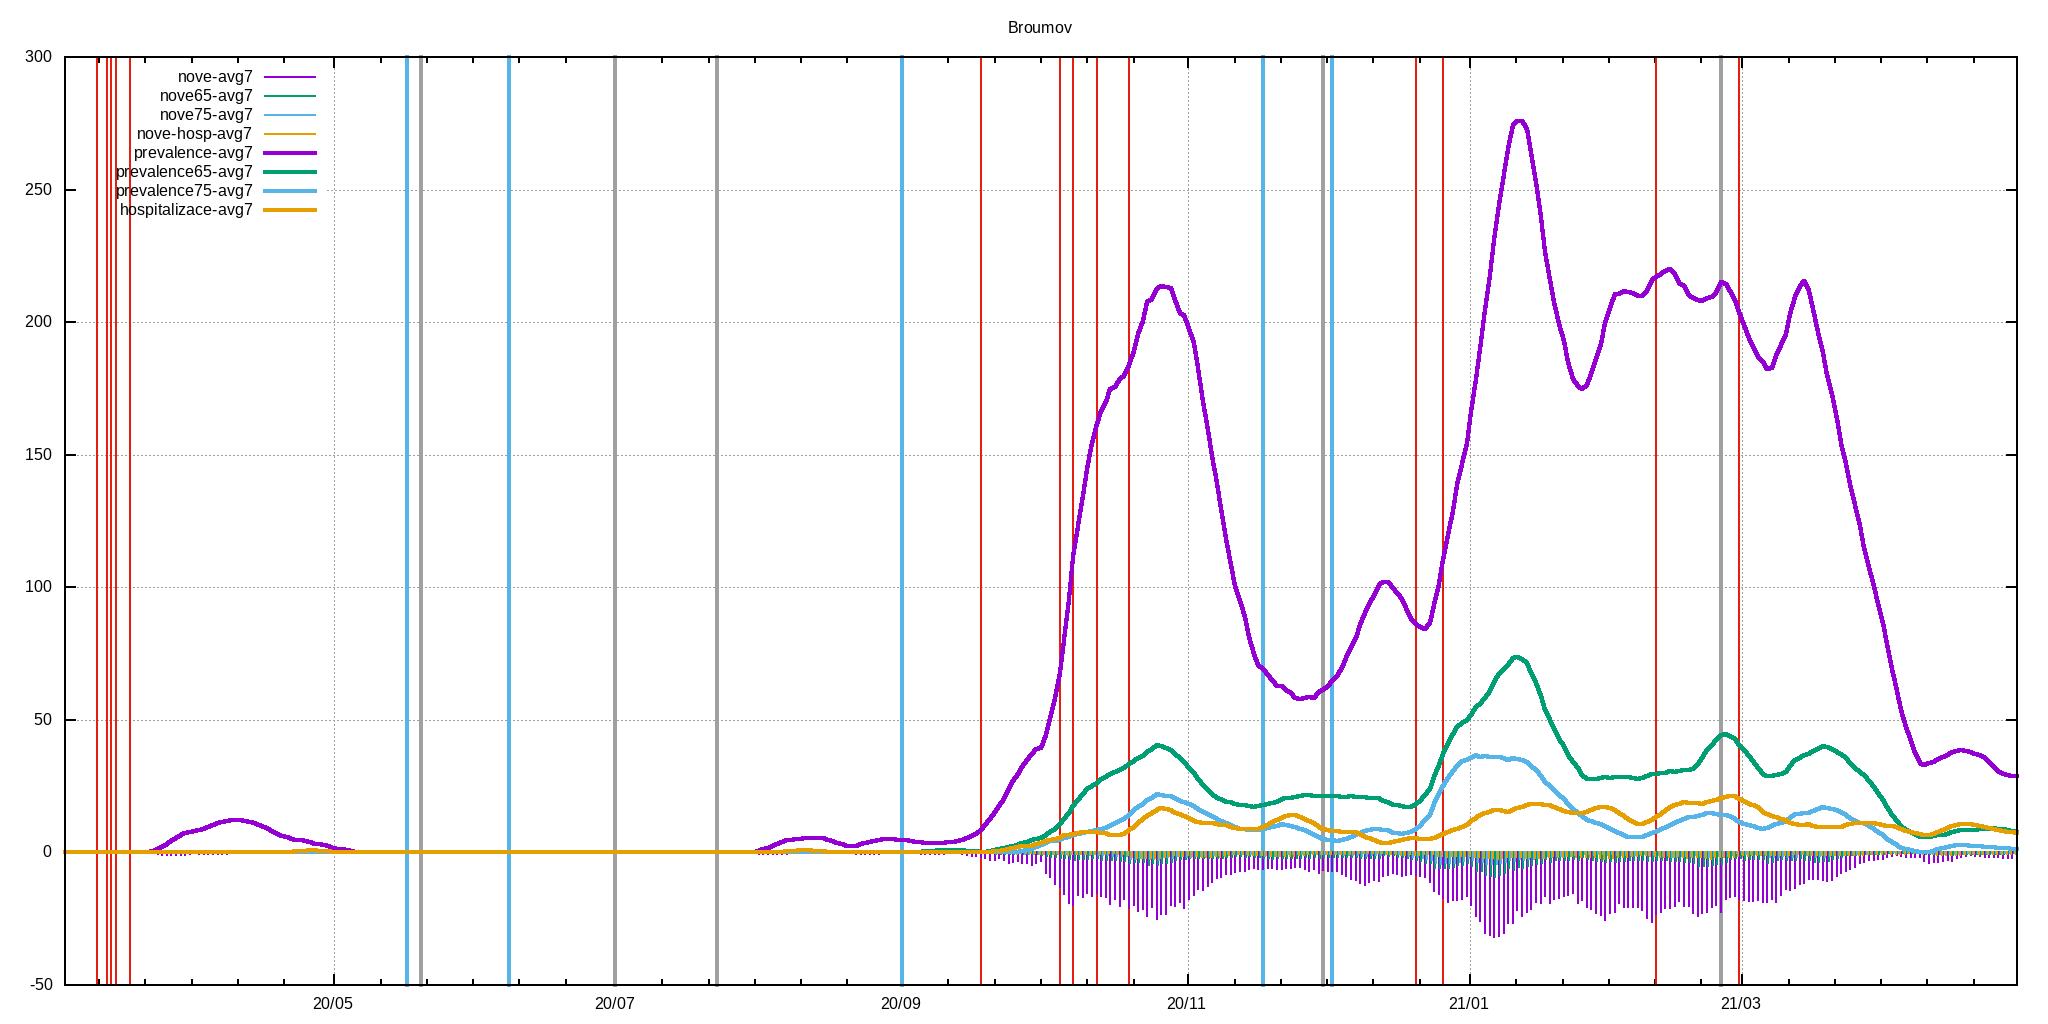 Broumov
300
250
200
150
100
50
0
-50
nove-avg7
nove65-avg7
nove75-avg7
nove-hosp-avg7
prevalence-avg7
prevalence65-avg7
prevalence75-avg7
hospitalizace-avg7
20/05 20/07 20/09 20/11 21/01 21/03